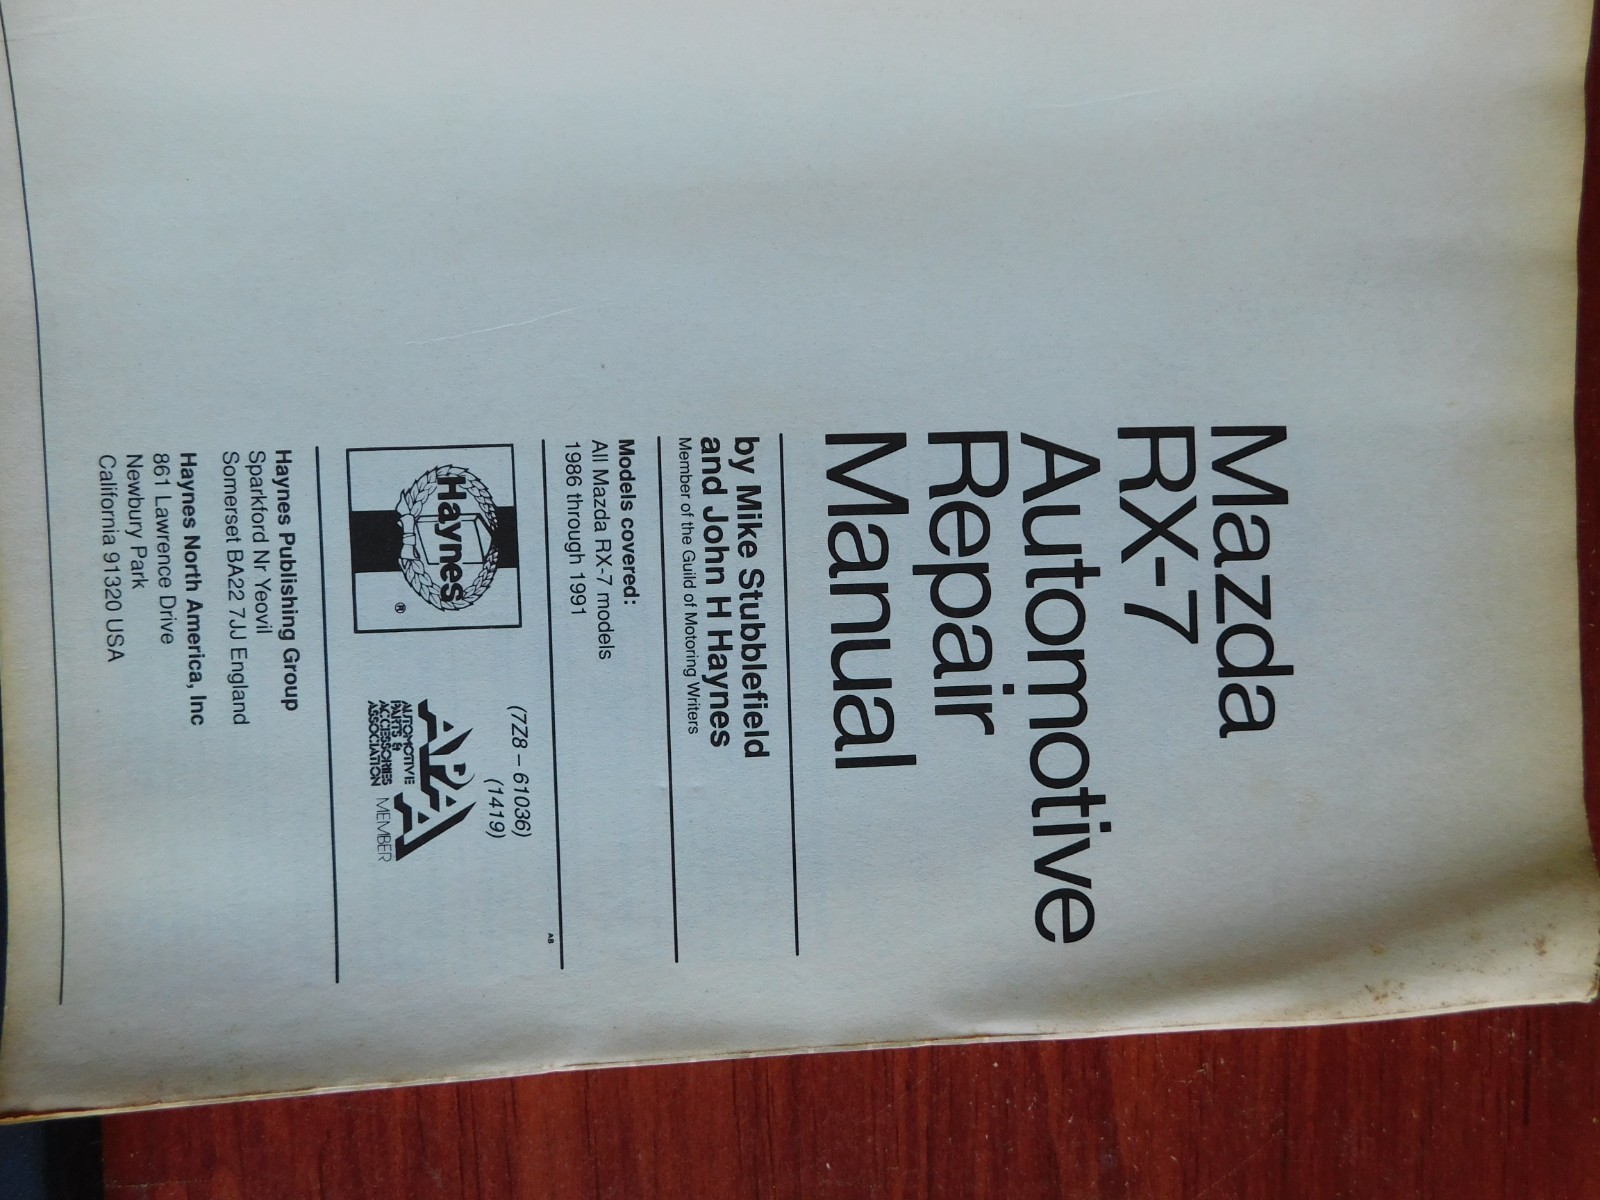 Mazda
RX-7
Automotive
Repair
Manual
by Mike Stubblefield
and John H Haynes
Member of the Guild of Motoring Writers
Models covered:
All Mazda RX-7 models
1986 through 1991
AB
(7Z8 – 61036)
(1419)
Haynes
®
APAA
AUTOMOTIVE
PARTS &
ACCESSORIES
ASSOCIATION MEMBER
Haynes Publishing Group
Sparkford Nr Yeovil
Somerset BA22 7JJ England
Haynes North America, Inc
861 Lawrence Drive
Newbury Park
California 91320 USA